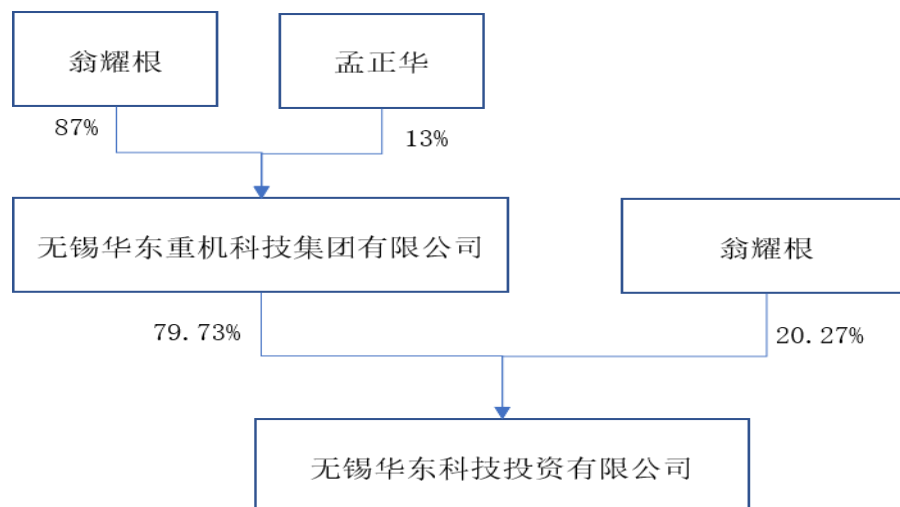 翁耀根
孟正华
87%
13%
无锡华东重机科技集团有限公司
翁耀根
79.73%
20.27%
无锡华东科技投资有限公司